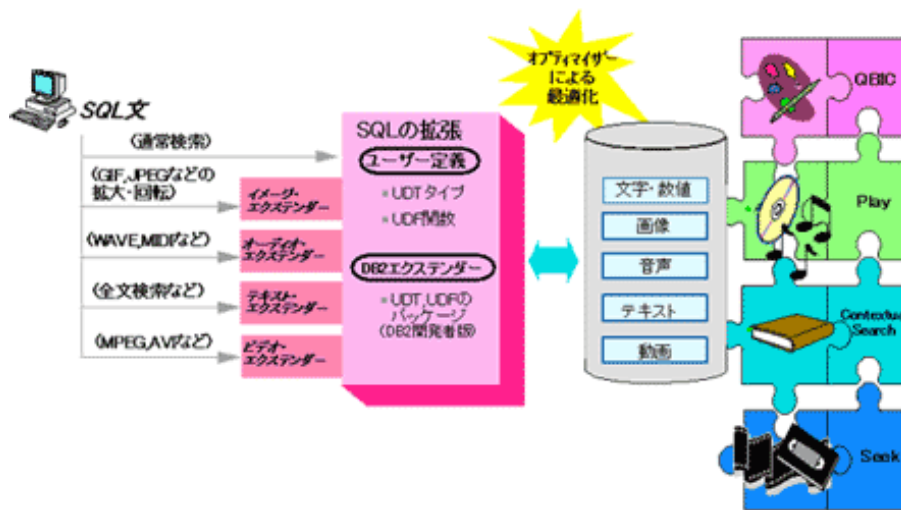 SQL文
(通常検索)
(GIF,JPEGなどの
拡大・回転)
イメージ・
エクステンダー
(WAVE,MIDIなど)
オーディオ・
エクステンダー
(全文検索など)
テキスト・
エクステンダー
(MPEG,AVIなど)
ビデオ・
エクステンダー
SQLの拡張
ユーザー定義
UDTタイプ
UDF関数
DB2エクステンダー
UDT,UDFの
パッケージ
(DB2開発者版)
オプティマイザー
による
最適化
文字・数値
画像
音声
テキスト
動画
QBIC
Play
Contextual
Search
Seek